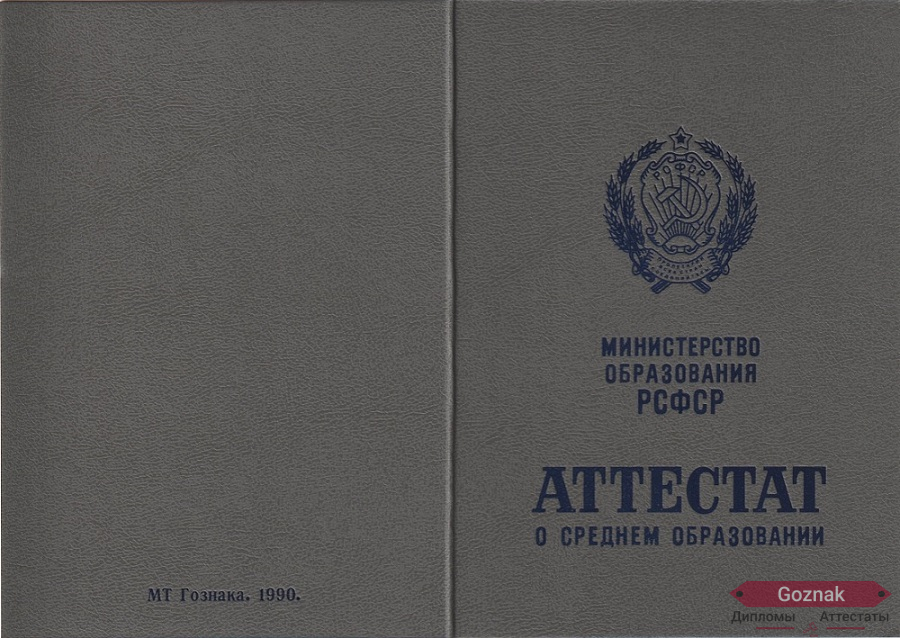 МТ Гознака. 1990.
РСФСР
МИНИСТЕРСТВО
ОБРАЗОВАНИЯ
РСФСР
АТТЕСТАТ
О СРЕДНЕМ ОБРАЗОВАНИИ
Goznak
Дипломы Аттестаты